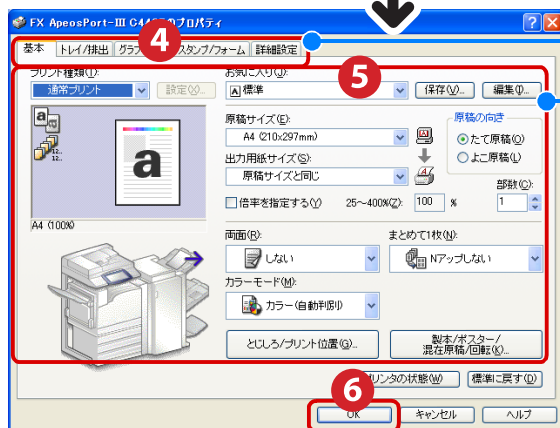 FX ApeosPort-III C4400のプロパティ
基本 トレイ/排出 グラフ スタンプ/フォーム 詳細設定
4
プリント種類(T):
通常プリント 設定(X)...
お気に入り(J):
5
標準 保存(V)... 編集(I)...
原稿サイズ(E):
A4 (210x297mm)
出力用紙サイズ(S):
原稿サイズと同じ
倍率を指定する(Y) 25~400%(Z): 100 %
原稿の向き
たて原稿(O)
よこ原稿(L)
部数(C):
1
A4 (100%)
両面(R):
しない
まとめて1枚(N):
Nアップしない
カラーモード(M):
カラー(自動判別)
とじしろ/プリント位置(G)...
製本/ポスター/
混在原稿/回転(K)...
リンタの状態(W) 標準に戻す(D)
6
OK キャンセル ヘルプ